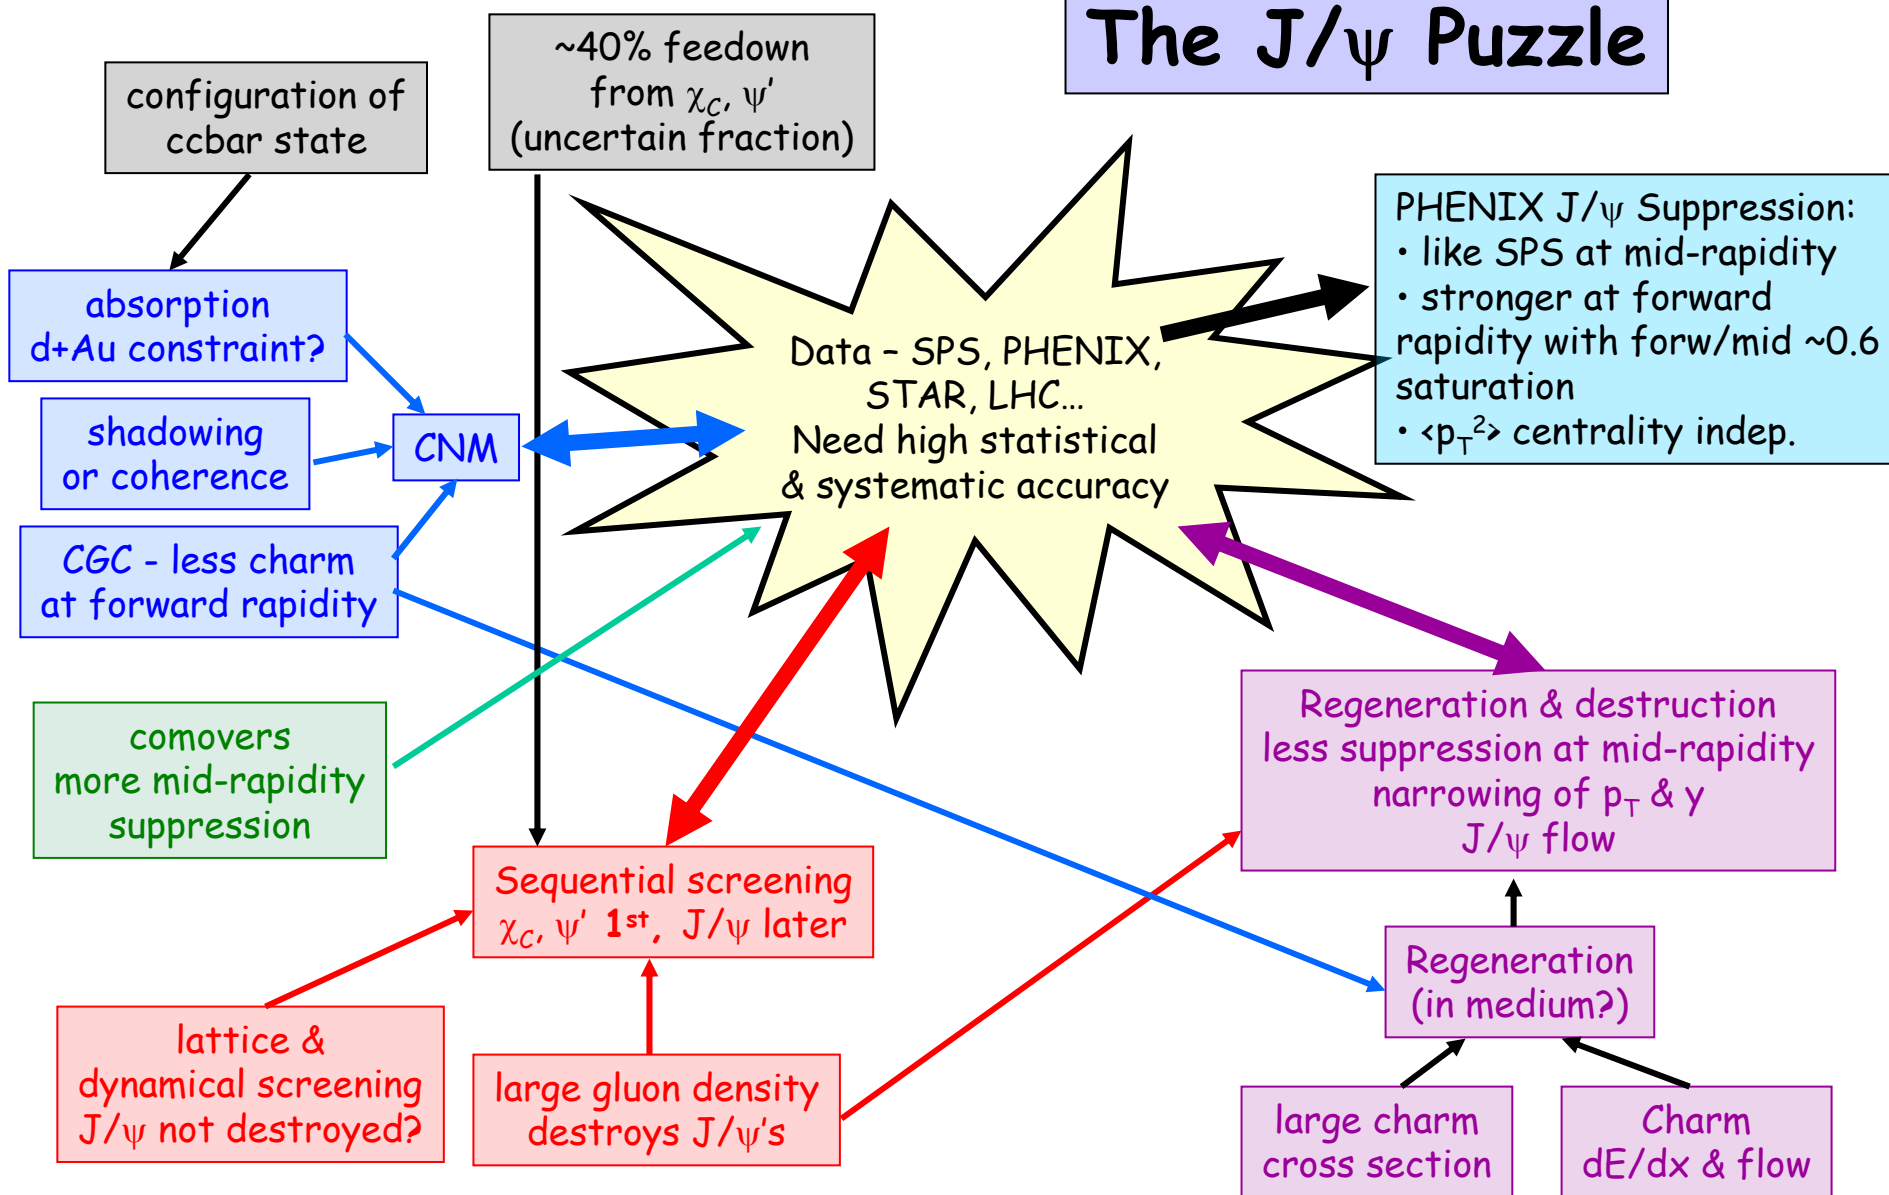 The J/ψ Puzzle
~40% feedown
from χC, ψ’
(uncertain fraction)
configuration of
ccbar state
PHENIX J/ψ Suppression:
• like SPS at mid-rapidity
• stronger at forward
rapidity with forw/mid ~0.6
saturation
• <pT²> centrality indep.
absorption
d+Au constraint?
Data – SPS, PHENIX,
STAR, LHC…
Need high statistical
& systematic accuracy
shadowing
or coherence
CNM
CGC - less charm
at forward rapidity
comovers
more mid-rapidity
suppression
Regeneration & destruction
less suppression at mid-rapidity
narrowing of pT & y
J/ψ flow
Sequential screening
χC, ψ’ 1st, J/ψ later
Regeneration
(in medium?)
lattice &
dynamical screening
J/ψ not destroyed?
large gluon density
destroys J/ψ’s
large charm
cross section
Charm
dE/dx & flow